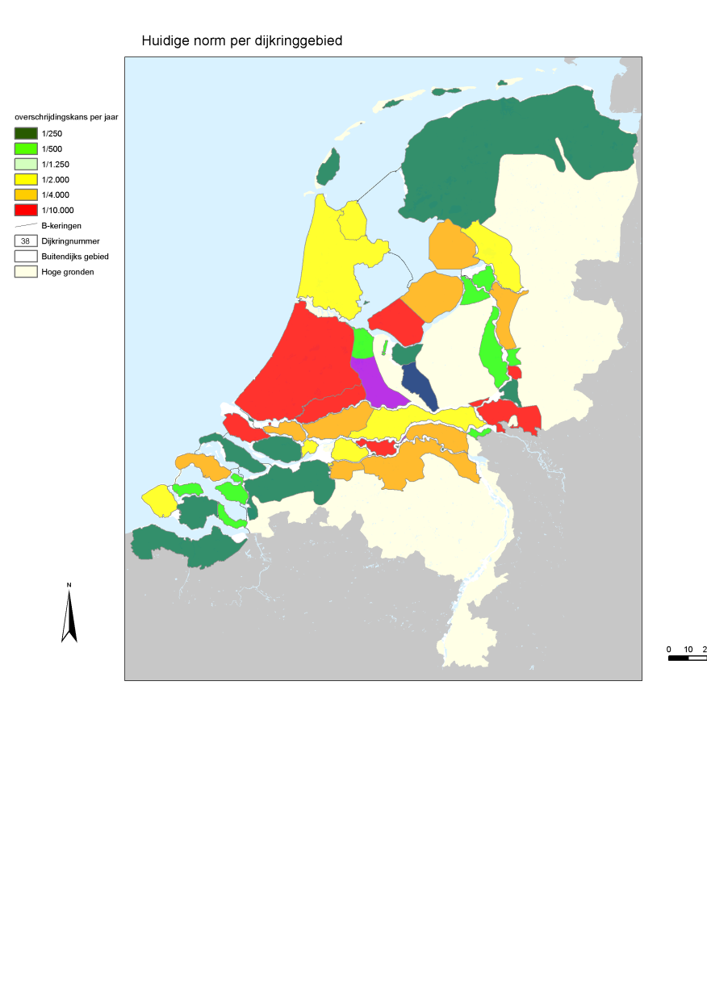 Huidige norm per dijkringgebied
overschrijdingskans per jaar
1/250
1/500
1/1.250
1/2.000
1/4.000
1/10.000
B-keringen
38 Dijkringnummer
Buitendijks gebied
Hoge gronden
N
0 10 2